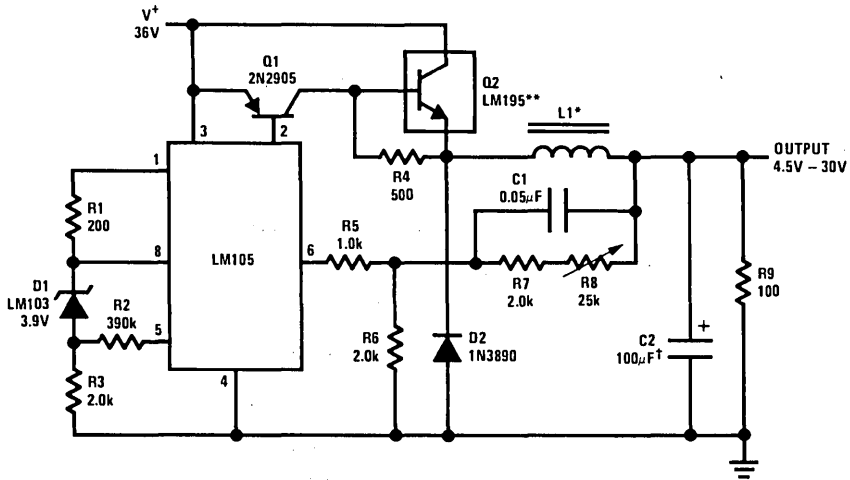 V+
36V
Q1
2N2905
Q2
LM195**
L1*
3
2
1
OUTPUT
4.5V – 30V
R4
500
C1
0.05µF
R1
200
R5
1.0k
8
LM105
6
D1
LM103
3.9V
R2
390k
5
R7
2.0k
R8
25k
R9
100
R6
2.0k
D2
1N3890
+
C2
100µF†
R3
2.0k
4